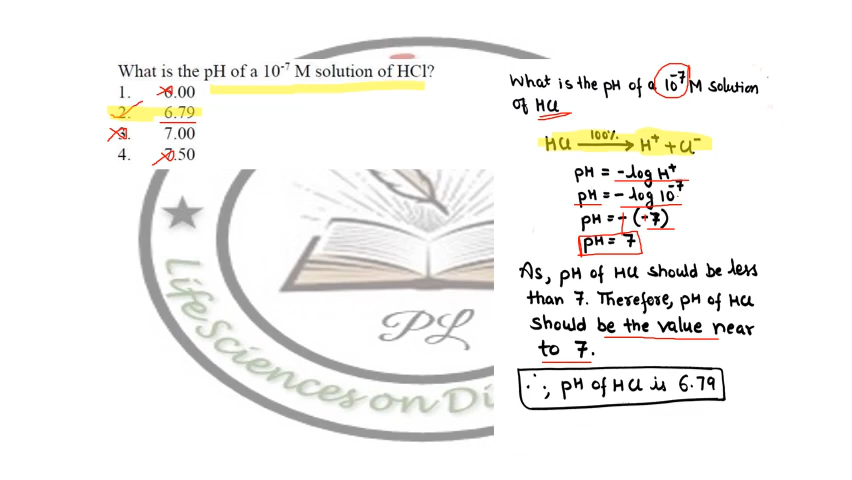 What is the pH of a 10⁻⁷ M solution of HCl?
1. 6.00
2. 6.79
3. 7.00
4. 7.50
What is the pH of a 10⁻⁷ M solution
of HCl
HCl 100% → H⁺ + Cl⁻
pH = -log H⁺
pH = - log 10⁻⁷
pH = - (-7)
pH = 7
As, pH of HCl should be less
than 7. Therefore, pH of HCl
should be the value near
to 7.
∴, pH of HCl is 6.79
PL
Life Sciences on Di